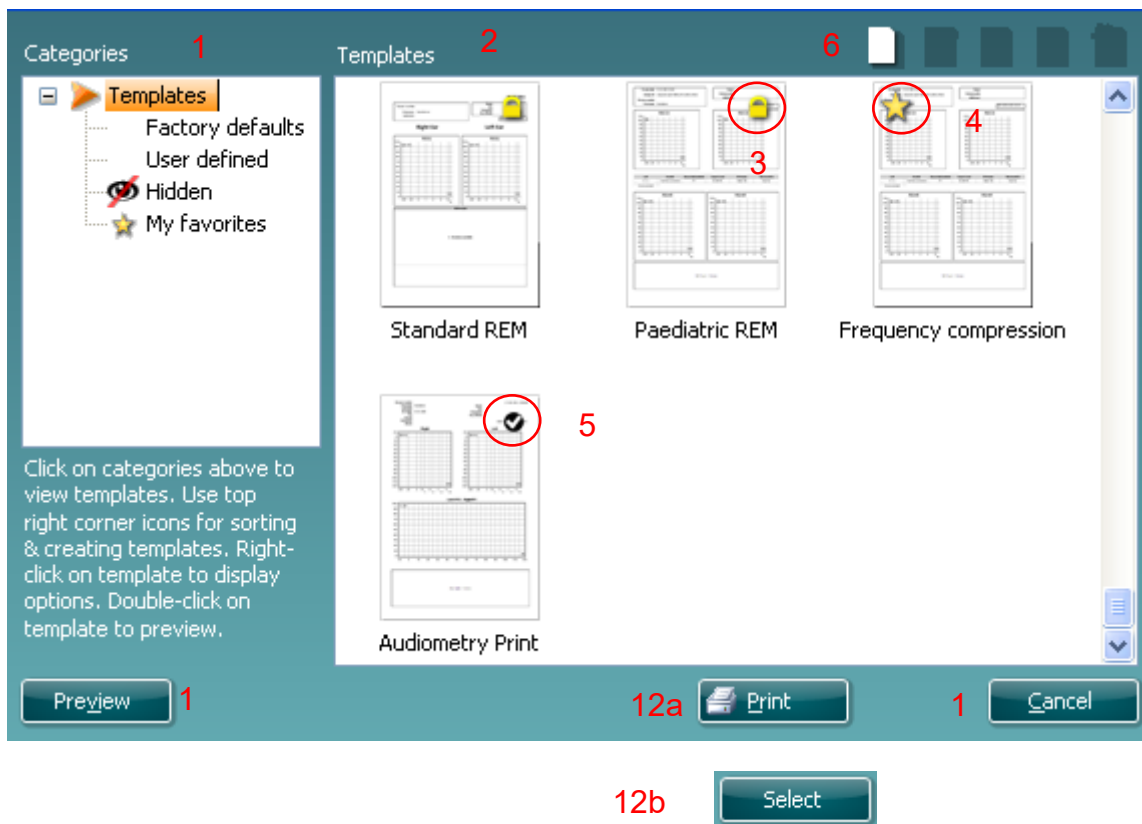 Categories 1
Templates 2 6
Templates
Factory defaults
User defined
Hidden
My favorites
Click on categories above to
view templates. Use top
right corner icons for sorting
& creating templates. Right-
click on template to display
options. Double-click on
template to preview.
3
4
Standard REM
Paediatric REM
Frequency compression
5
Audiometry Print
Preview 1
12a Print
1 Cancel
12b Select